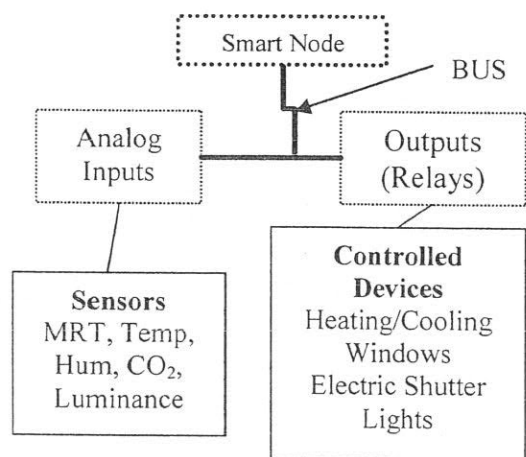 Smart Node
BUS
Analog
Inputs
Outputs
(Relays)
Sensors
MRT, Temp,
Hum, CO₂,
Luminance
Controlled
Devices
Heating/Cooling
Windows
Electric Shutter
Lights